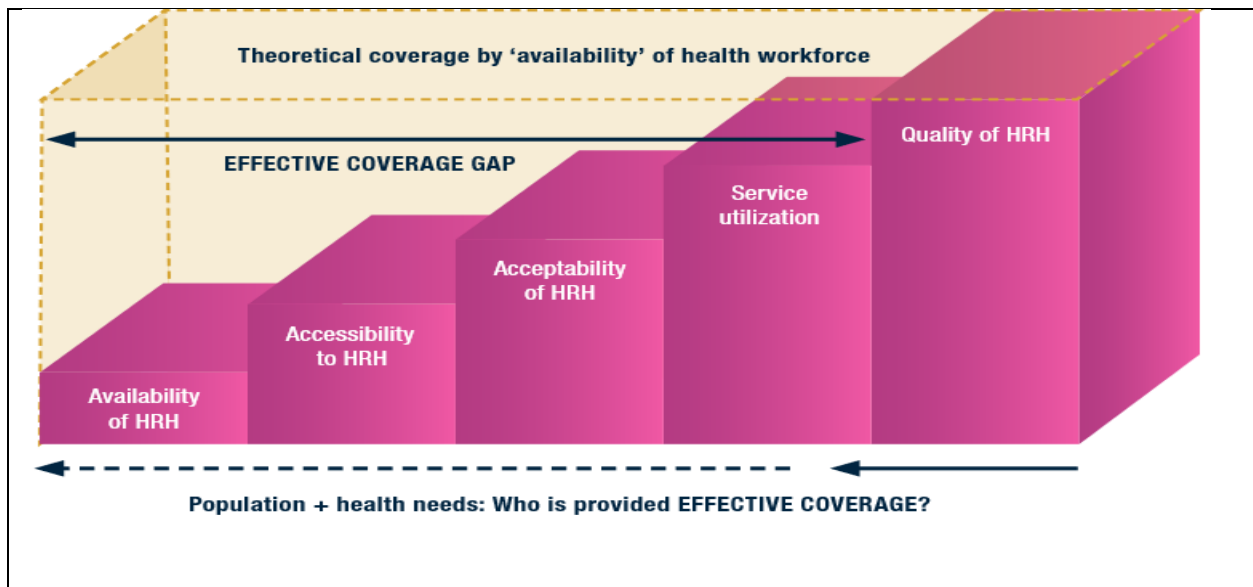 Theoretical coverage by ‘availability’ of health workforce
EFFECTIVE COVERAGE GAP
Quality of HRH
Service
utilization
Acceptability
of HRH
Accessibility
to HRH
Availability
of HRH
Population + health needs: Who is provided EFFECTIVE COVERAGE?